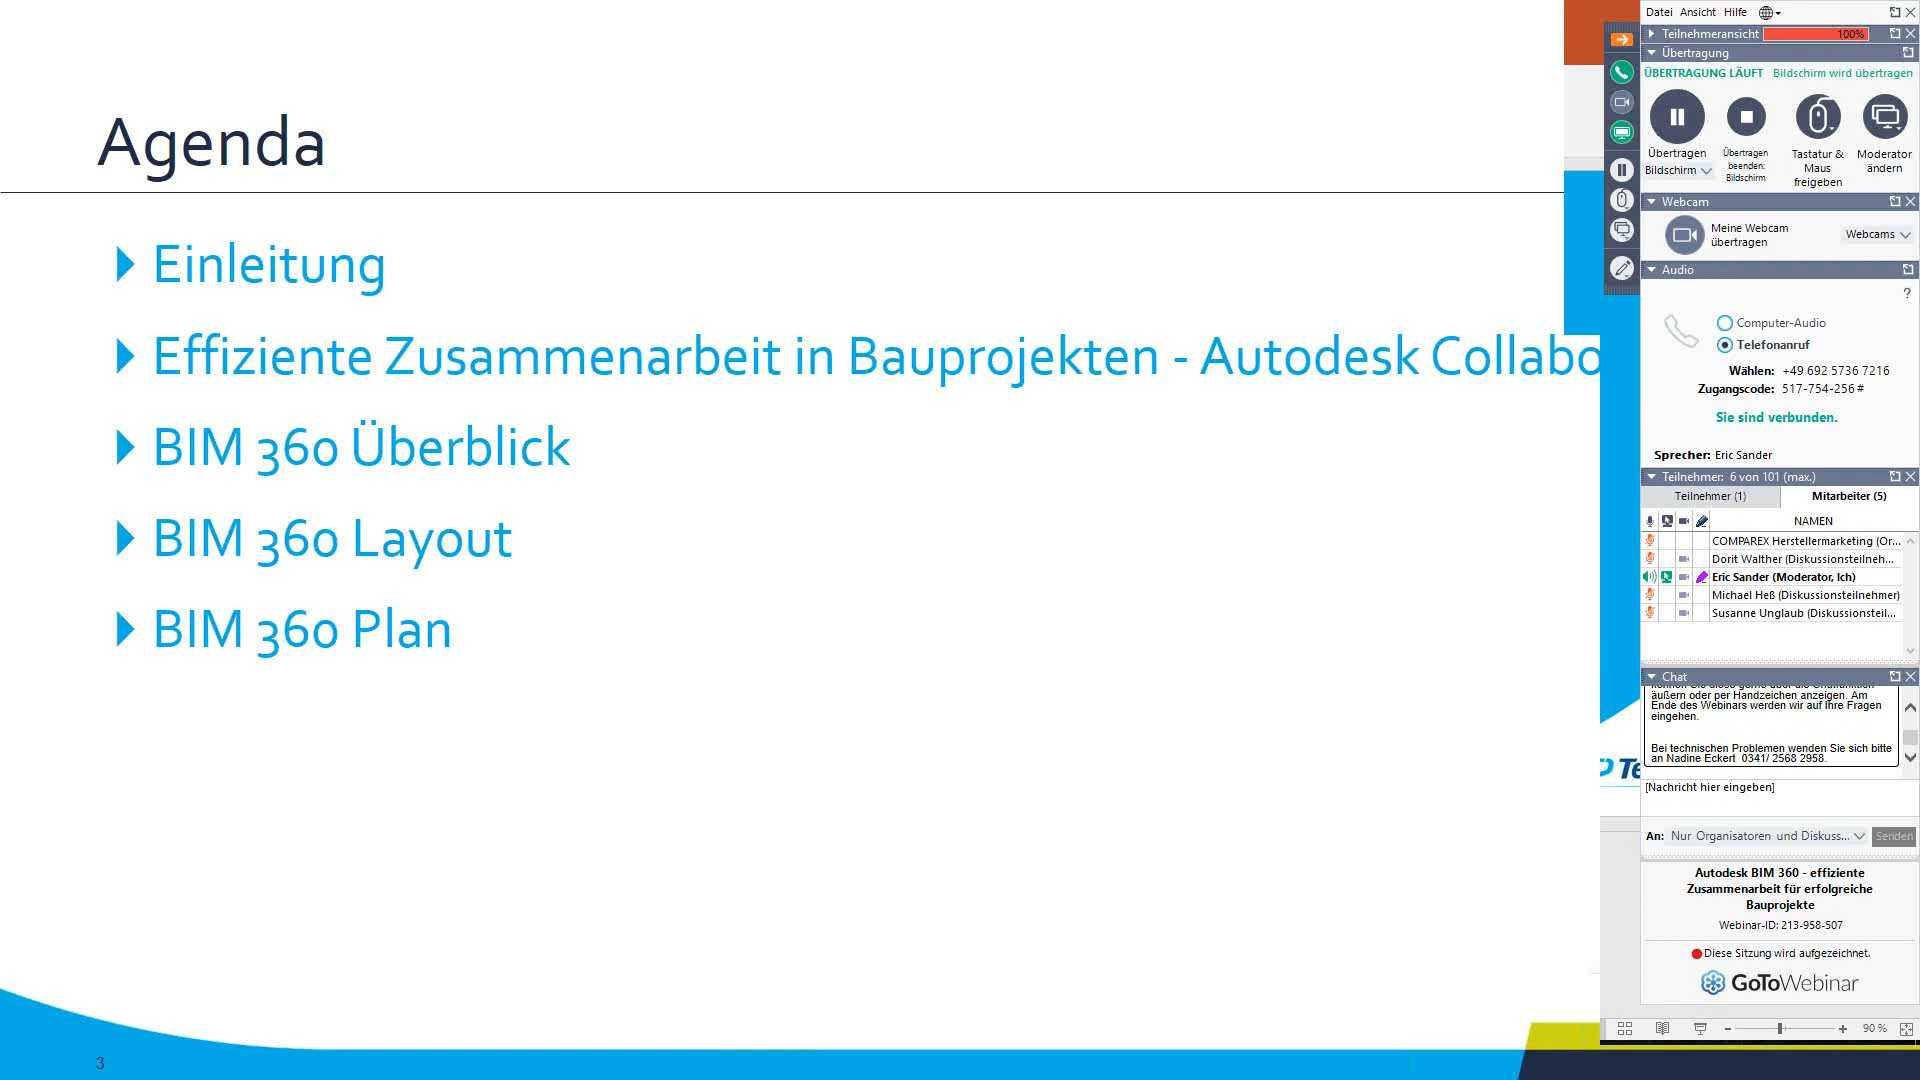 Agenda
Einleitung
Effiziente Zusammenarbeit in Bauprojekten - Autodesk Collabo
BIM 360 Überblick
BIM 360 Layout
BIM 360 Plan
3
Datei Ansicht Hilfe
Teilnehmeransicht 100%
Übertragung
ÜBERTRAGUNG LÄUFT Bildschirm wird übertragen
Übertragen
Bildschirm
Übertragen
beenden:
Bildschirm
Tastatur &
Maus
freigeben
Moderator
ändern
Webcam
Meine Webcam
übertragen
Webcams
Audio
?
Computer-Audio
Telefonanruf
Wählen: +49 692 5736 7216
Zugangscode: 517-754-256 #
Sie sind verbunden.
Sprecher: Eric Sander
Teilnehmer: 6 von 101 (max.)
Teilnehmer (1) Mitarbeiter (5)
NAMEN
COMPAREX Herstellermarketing (Or...
Dorit Walther (Diskussionsteilneh...
Eric Sander (Moderator, Ich)
Michael Heß (Diskussionsteilnehmer)
Susanne Unglaub (Diskussionsteil...
Chat
äußern oder per Handzeichen anzeigen. Am
Ende des Webinars werden wir auf Ihre Fragen
eingehen.
Bei technischen Problemen wenden Sie sich bitte
an Nadine Eckert 0341/ 2568 2958.
[Nachricht hier eingeben]
An: Nur Organisatoren und Diskuss... Senden
Autodesk BIM 360 - effiziente
Zusammenarbeit für erfolgreiche
Bauprojekte
Webinar-ID: 213-958-507
Diese Sitzung wird aufgezeichnet.
GoToWebinar
90 %